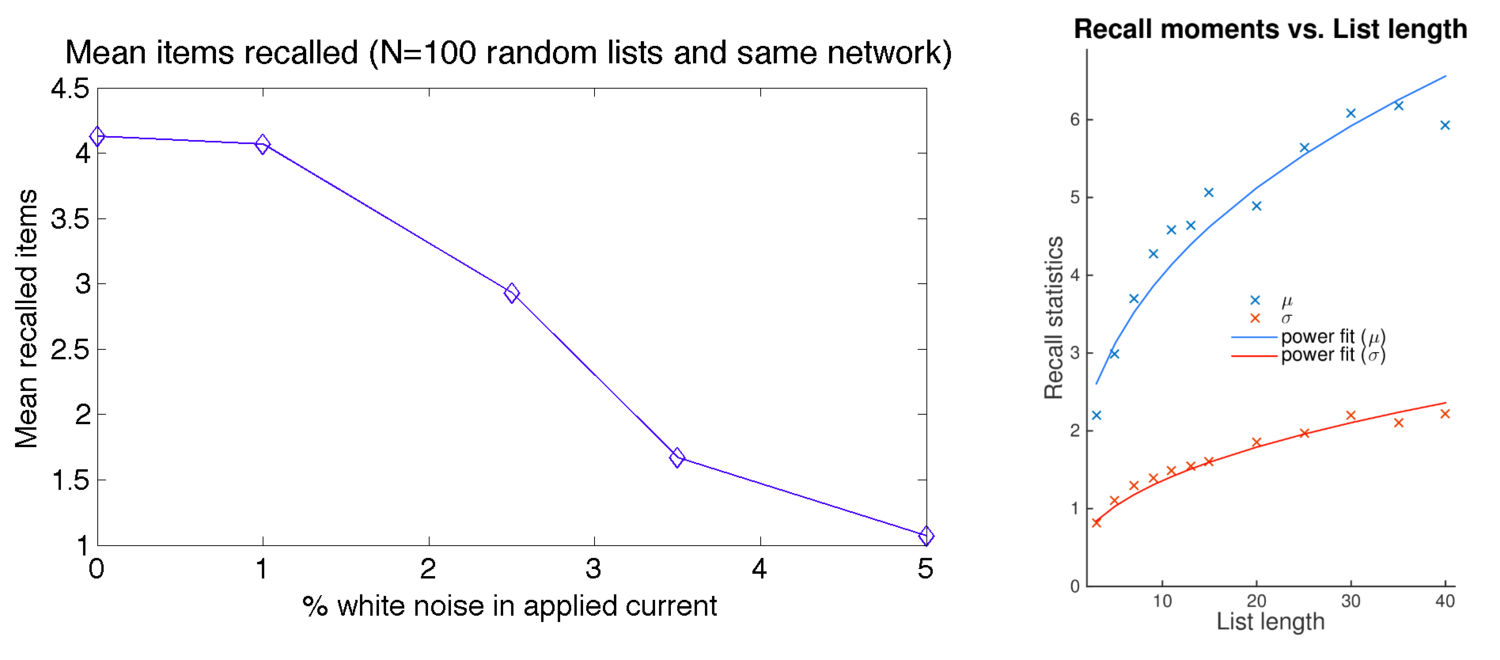 Mean items recalled (N=100 random lists and same network)
4.5
4
3.5
3
2.5
2
1.5
1
Mean recalled items
0 1 2 3 4 5
% white noise in applied current
Recall moments vs. List length
6
5
4
3
2
1
0
Recall statistics
μ
σ
power fit (μ)
power fit (σ)
10 20 30 40
List length